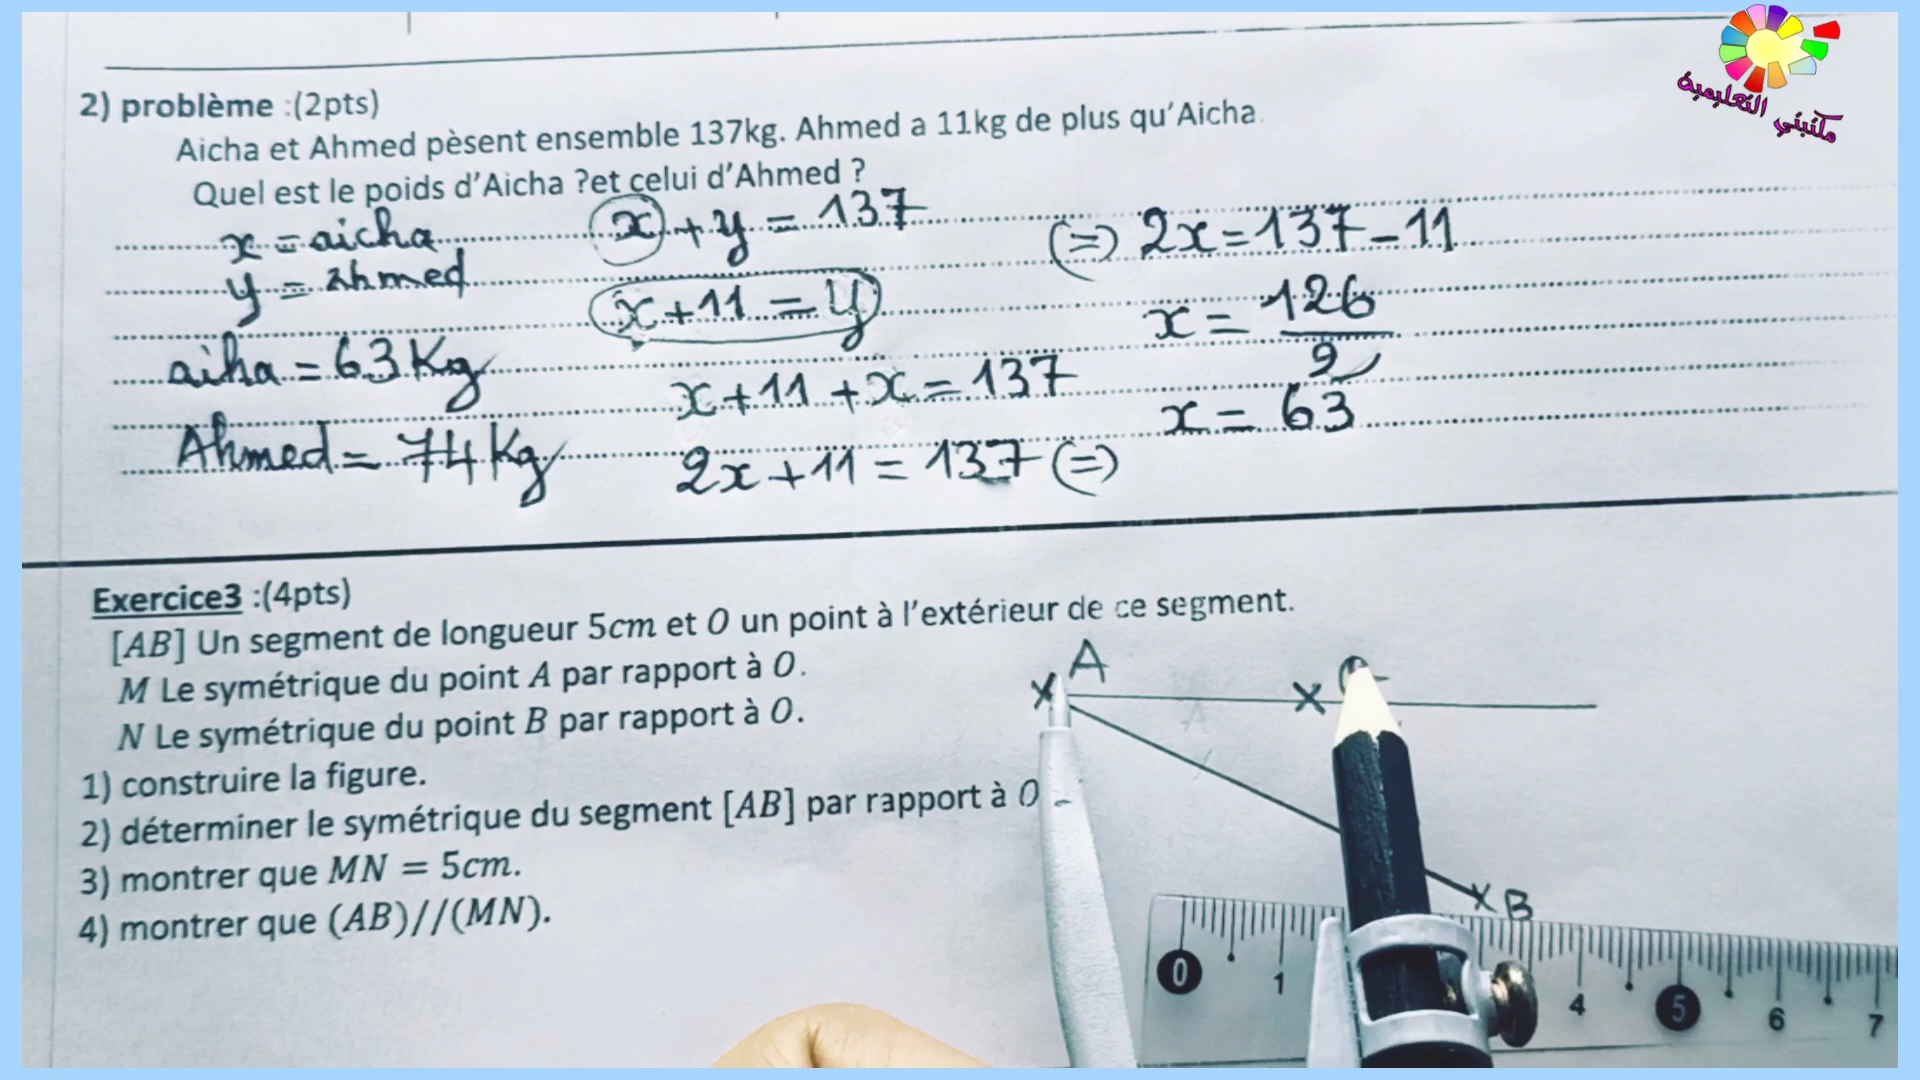 مكتبتي التعليمية
2) problème :(2pts)
Aicha et Ahmed pèsent ensemble 137kg. Ahmed a 11kg de plus qu'Aicha
Quel est le poids d'Aicha ?et celui d'Ahmed ?
x = aicha
y = ahmed
aiha = 63 Kg
Ahmed = 74 Kg
x + y = 137
x + 11 = y
x + 11 + x = 137
2x + 11 = 137 (=)
(=) 2x = 137 - 11
x = 126/2
x = 63
Exercice3 :(4pts)
[AB] Un segment de longueur 5cm et O un point à l'extérieur de ce segment.
M Le symétrique du point A par rapport à O.
N Le symétrique du point B par rapport à O.
1) construire la figure.
2) déterminer le symétrique du segment [AB] par rapport à O
3) montrer que MN = 5cm.
4) montrer que (AB)//(MN).
A
B
0 1 4 5 6 7